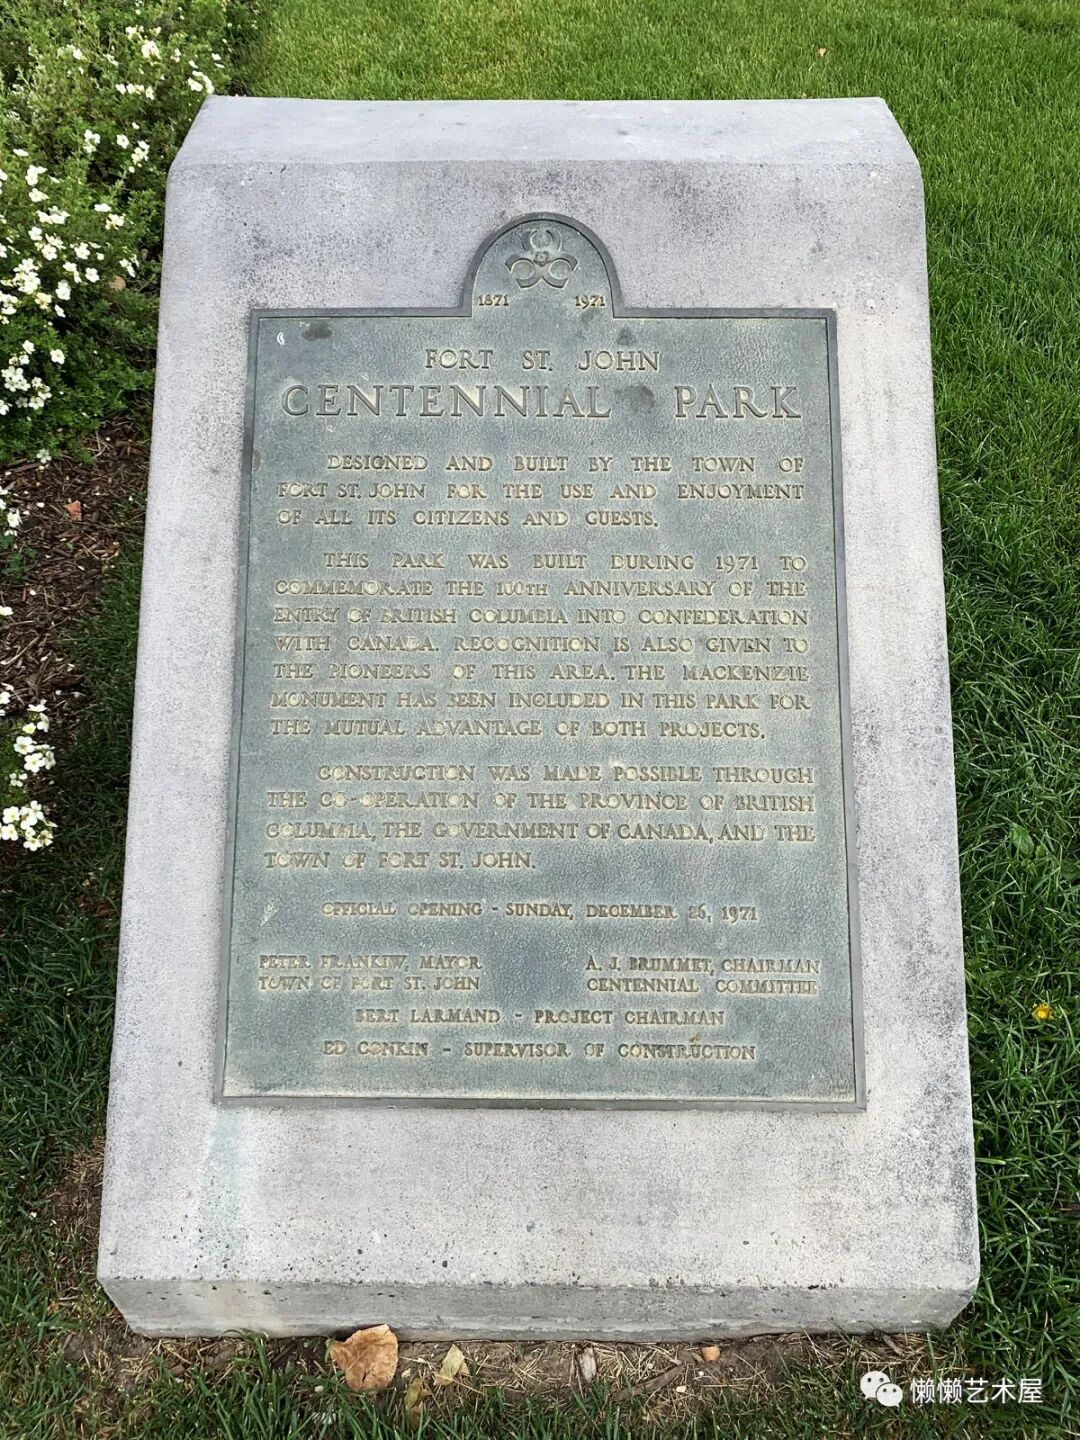 1871 1971
FORT ST. JOHN
CENTENNIAL PARK
DESIGNED AND BUILT BY THE TOWN OF
FORT ST. JOHN FOR THE USE AND ENJOYMENT
OF ALL ITS CITIZENS AND GUESTS.
THIS PARK WAS BUILT DURING 1971 TO
COMMEMORATE THE 100TH ANNIVERSARY OF THE
ENTRY OF BRITISH COLUMBIA INTO CONFEDERATION
WITH CANADA. RECOGNITION IS ALSO GIVEN TO
THE PIONEERS OF THIS AREA. THE MACKENZIE
MONUMENT HAS BEEN INCLUDED IN THIS PARK FOR
THE MUTUAL ADVANTAGE OF BOTH PROJECTS.
CONSTRUCTION WAS MADE POSSIBLE THROUGH
THE CO-OPERATION OF THE PROVINCE OF BRITISH
COLUMBIA, THE GOVERNMENT OF CANADA, AND THE
TOWN OF FORT ST. JOHN.
OFFICIAL OPENING - SUNDAY, DECEMBER 26, 1971
PETER FRANKIW, MAYOR
TOWN OF FORT ST. JOHN
A. J. BRUMMET, CHAIRMAN
CENTENNIAL COMMITTEE
BERT LARMAND - PROJECT CHAIRMAN
ED CONKIN - SUPERVISOR OF CONSTRUCTION
懒懒艺术屋